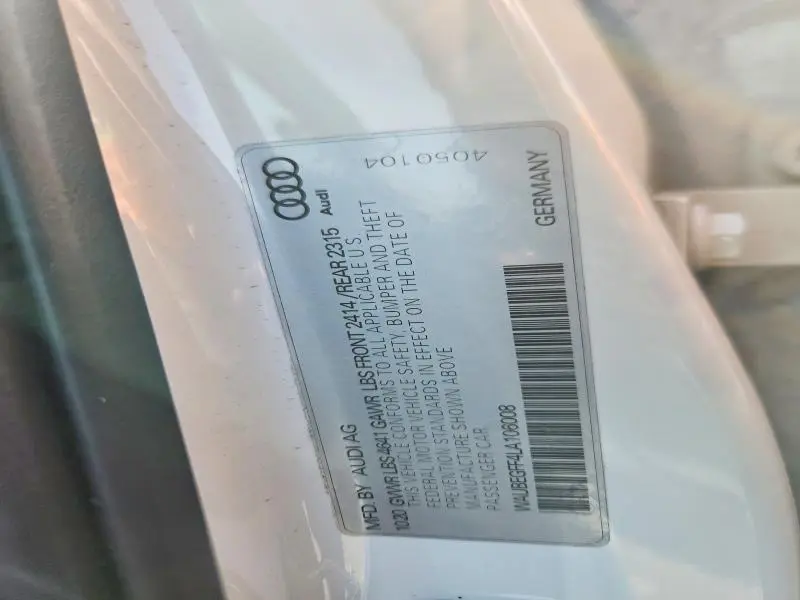 Audi
MFD. BY AUDI AG
10.20 GVWR LBS 4641 GAWR LBS FRONT 2414 / REAR 2315
THIS VEHICLE CONFORMS TO ALL APPLICABLE U S
FEDERAL MOTOR VEHICLE SAFETY, BUMPER AND THEFT
PREVENTION STANDARDS IN EFFECT ON THE DATE OF
MANUFACTURE SHOWN ABOVE
PASSENGER CAR
WAUBEGFF4LA106008
GERMANY
4050104